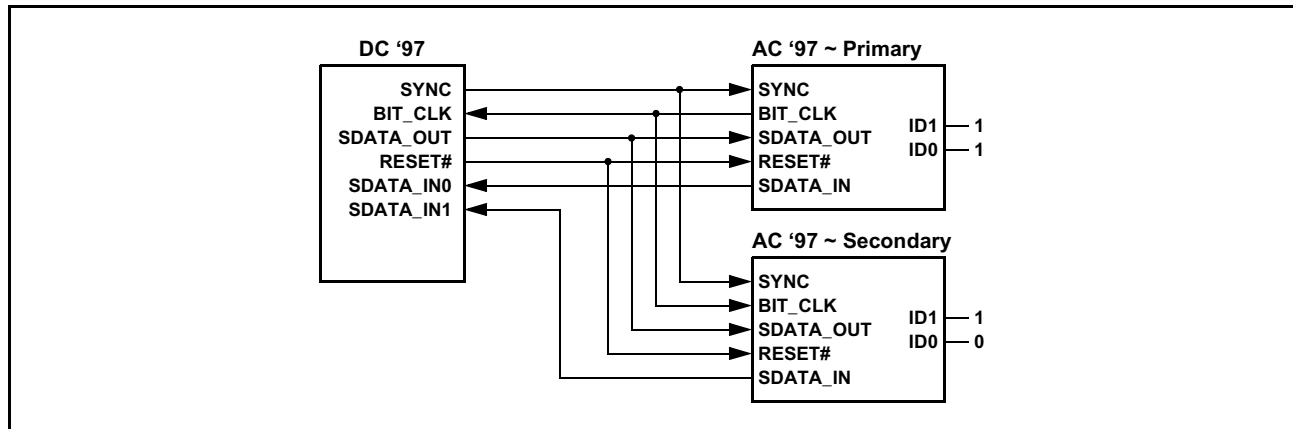 DC ‘97
SYNC
BIT_CLK
SDATA_OUT
RESET#
SDATA_IN0
SDATA_IN1
AC ‘97 ~ Primary
SYNC
BIT_CLK
SDATA_OUT
RESET#
SDATA_IN
ID1 1
ID0 1
AC ‘97 ~ Secondary
SYNC
BIT_CLK
SDATA_OUT
RESET#
SDATA_IN
ID1 1
ID0 0